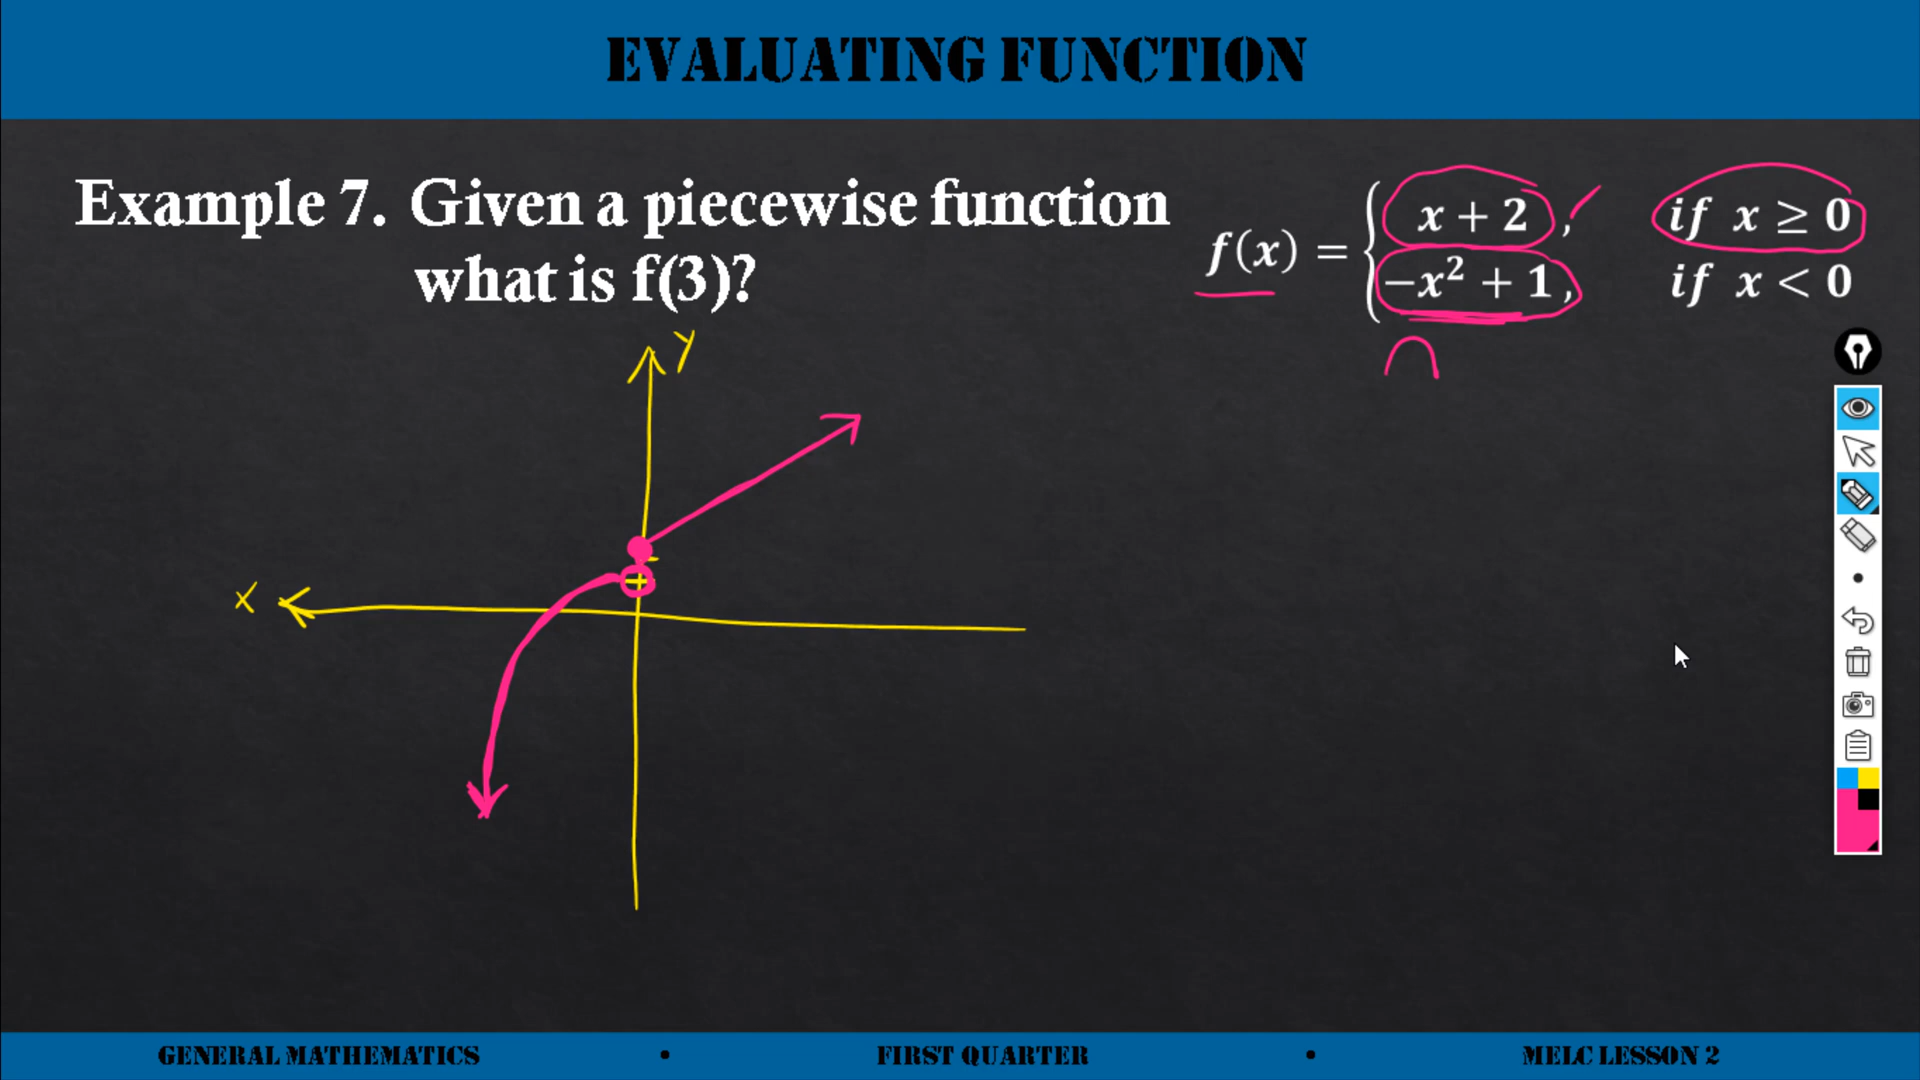 EVALUATING FUNCTION
Example 7. Given a piecewise function
what is f(3)?
f(x) = { x + 2 , if x ≥ 0
−x² + 1 , if x < 0
Y
X
GENERAL MATHEMATICS • FIRST QUARTER • MELC LESSON 2